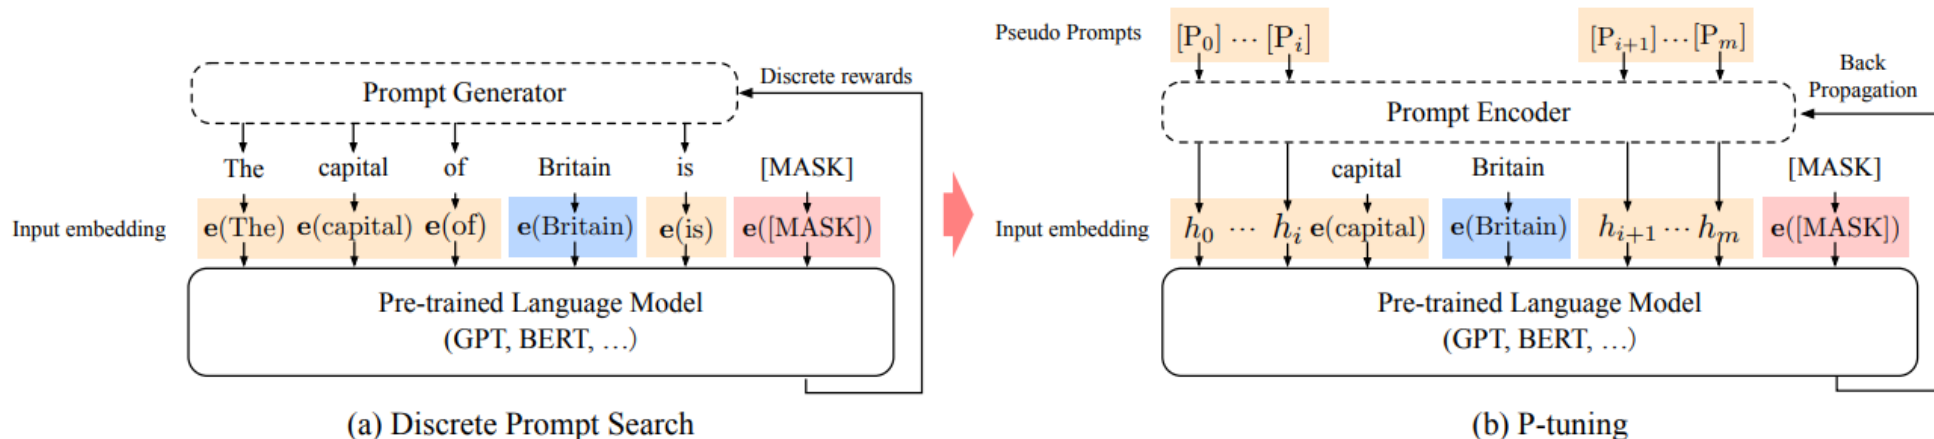 Prompt Generator
Discrete rewards
The capital of Britain is [MASK]
Input embedding e(The) e(capital) e(of) e(Britain) e(is) e([MASK])
Pre-trained Language Model
(GPT, BERT, …)
(a) Discrete Prompt Search
Pseudo Prompts [P₀] ⋯ [Pᵢ] [Pᵢ₊₁] ⋯ [Pₘ]
Back
Propagation
Prompt Encoder
capital Britain [MASK]
Input embedding h₀ ⋯ hᵢ e(capital) e(Britain) hᵢ₊₁ ⋯ hₘ e([MASK])
Pre-trained Language Model
(GPT, BERT, …)
(b) P-tuning